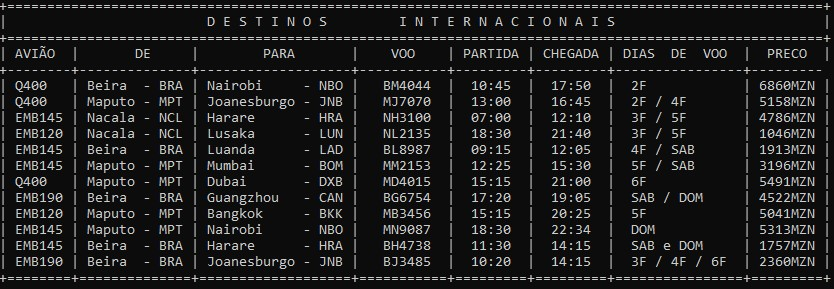 D E S T I N O S I N T E R N A C I O N A I S
| AVIÃO | DE | PARA | VOO | PARTIDA | CHEGADA | DIAS DE VOO | PRECO |
| Q400 | Beira - BRA | Nairobi - NBO | BM4044 | 10:45 | 17:50 | 2F | 6860MZN |
| Q400 | Maputo - MPT | Joanesburgo - JNB | MJ7070 | 13:00 | 16:45 | 2F / 4F | 5158MZN |
| EMB145 | Nacala - NCL | Harare - HRA | NH3100 | 07:00 | 12:10 | 3F / 5F | 4786MZN |
| EMB120 | Nacala - NCL | Lusaka - LUN | NL2135 | 18:30 | 21:40 | 3F / 5F | 1046MZN |
| EMB145 | Beira - BRA | Luanda - LAD | BL8987 | 09:15 | 12:05 | 4F / SAB | 1913MZN |
| EMB145 | Maputo - MPT | Mumbai - BOM | MM2153 | 12:25 | 15:30 | 5F / SAB | 3196MZN |
| Q400 | Maputo - MPT | Dubai - DXB | MD4015 | 15:15 | 21:00 | 6F | 5491MZN |
| EMB190 | Beira - BRA | Guangzhou - CAN | BG6754 | 17:20 | 19:05 | SAB / DOM | 4522MZN |
| EMB120 | Maputo - MPT | Bangkok - BKK | MB3456 | 15:15 | 20:25 | 5F | 5041MZN |
| EMB145 | Maputo - MPT | Nairobi - NBO | MN9087 | 18:30 | 22:34 | DOM | 5313MZN |
| EMB145 | Beira - BRA | Harare - HRA | BH4738 | 11:30 | 14:15 | SAB e DOM | 1757MZN |
| EMB190 | Beira - BRA | Joanesburgo - JNB | BJ3485 | 10:20 | 14:15 | 3F / 4F / 6F | 2360MZN |